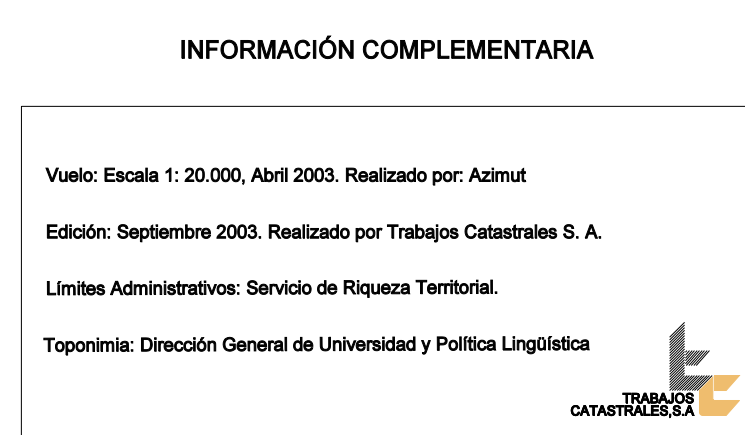 INFORMACIÓN COMPLEMENTARIA
Vuelo: Escala 1: 20.000, Abril 2003. Realizado por: Azimut
Edición: Septiembre 2003. Realizado por Trabajos Catastrales S. A.
Límites Administrativos: Servicio de Riqueza Territorial.
Toponimia: Dirección General de Universidad y Política Lingüística
TRABAJOS
CATASTRALES,S.A